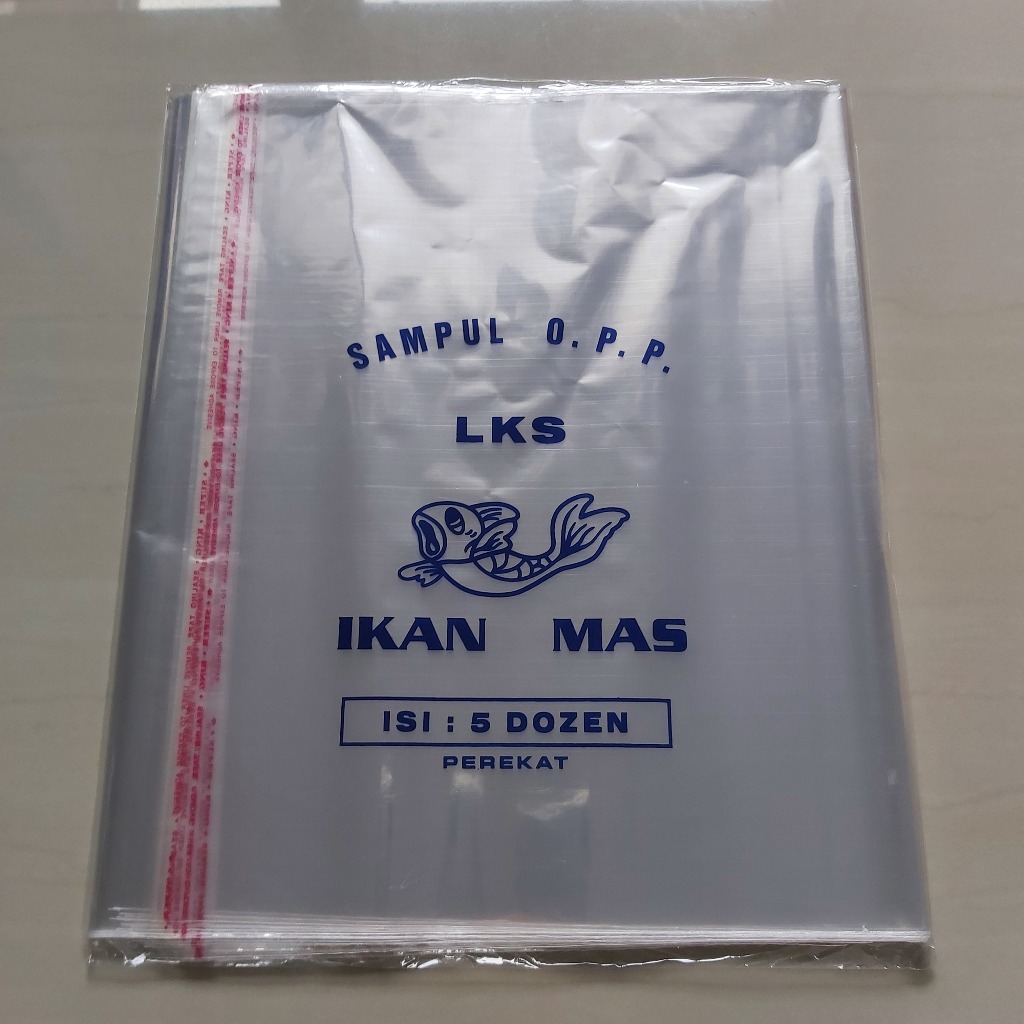 SAMPUL O.P.P.
LKS
IKAN MAS
ISI : 5 DOZEN
PEREKAT